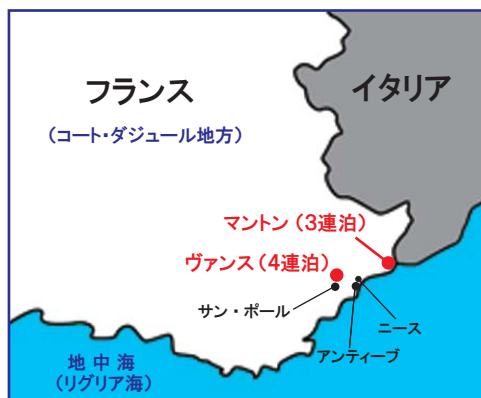 フランス
イタリア
(コート・ダジュール地方)
マントン(3連泊)
ヴァンス(4連泊)
サン・ポール
ニース
アンティーブ
地中海
(リグリア海)